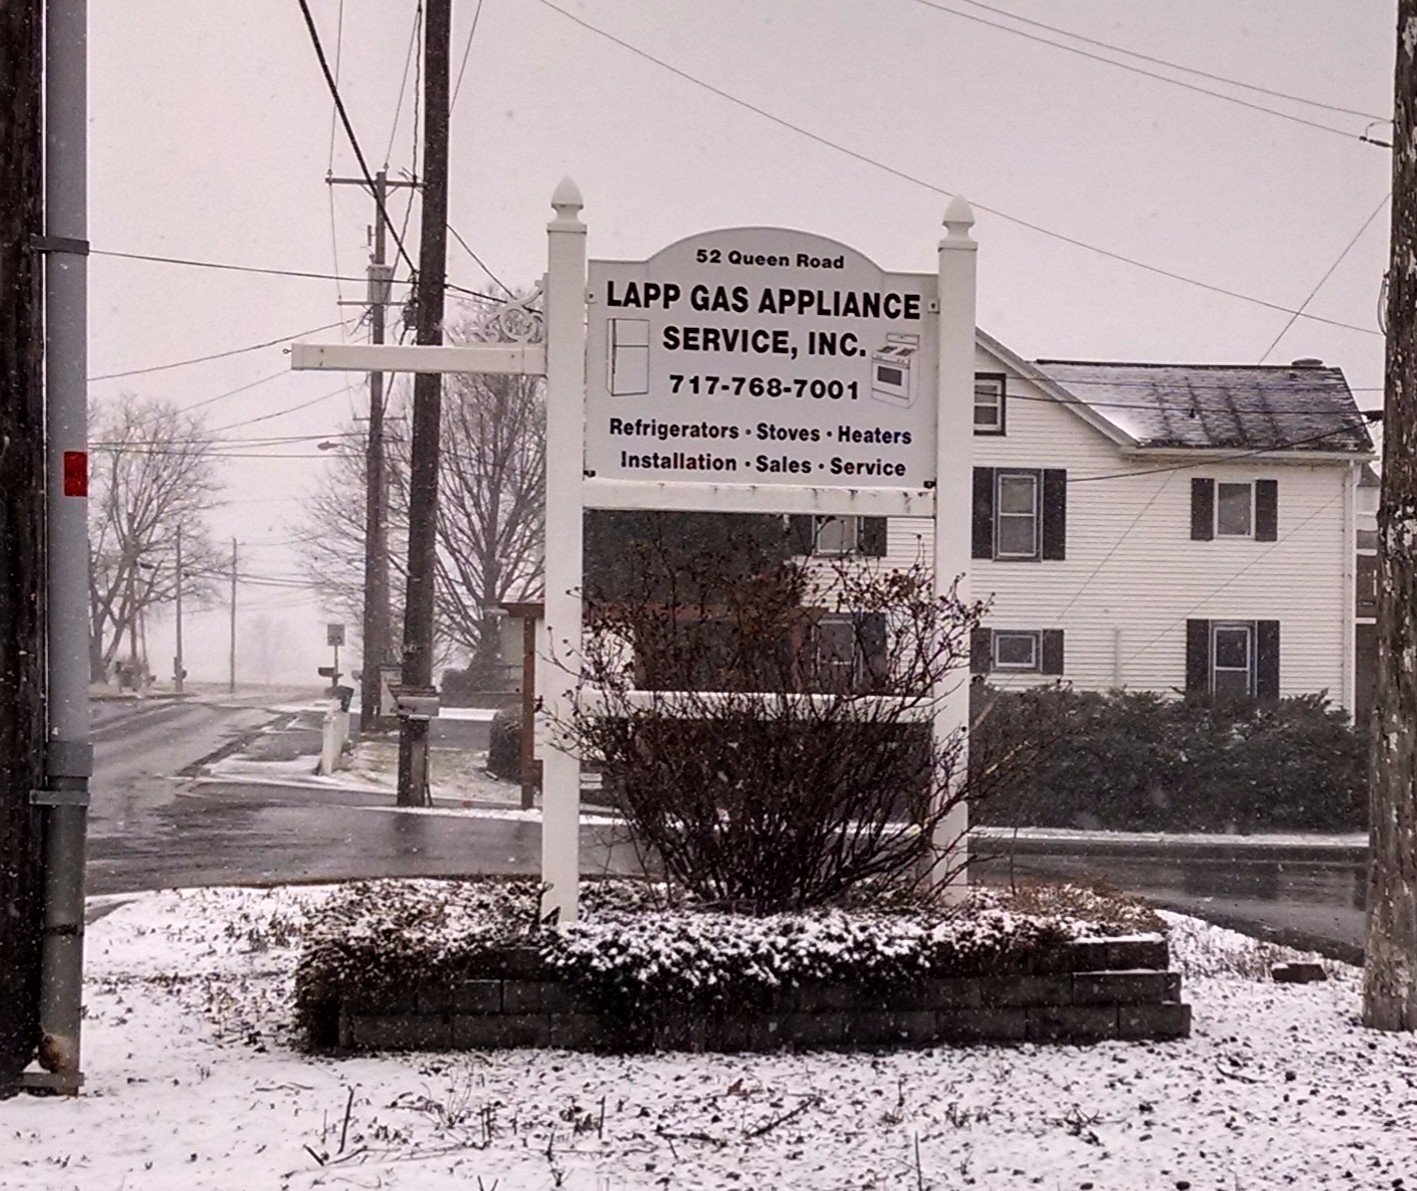 52 Queen Road
LAPP GAS APPLIANCE
SERVICE, INC.
717-768-7001
Refrigerators • Stoves • Heaters
Installation • Sales • Service